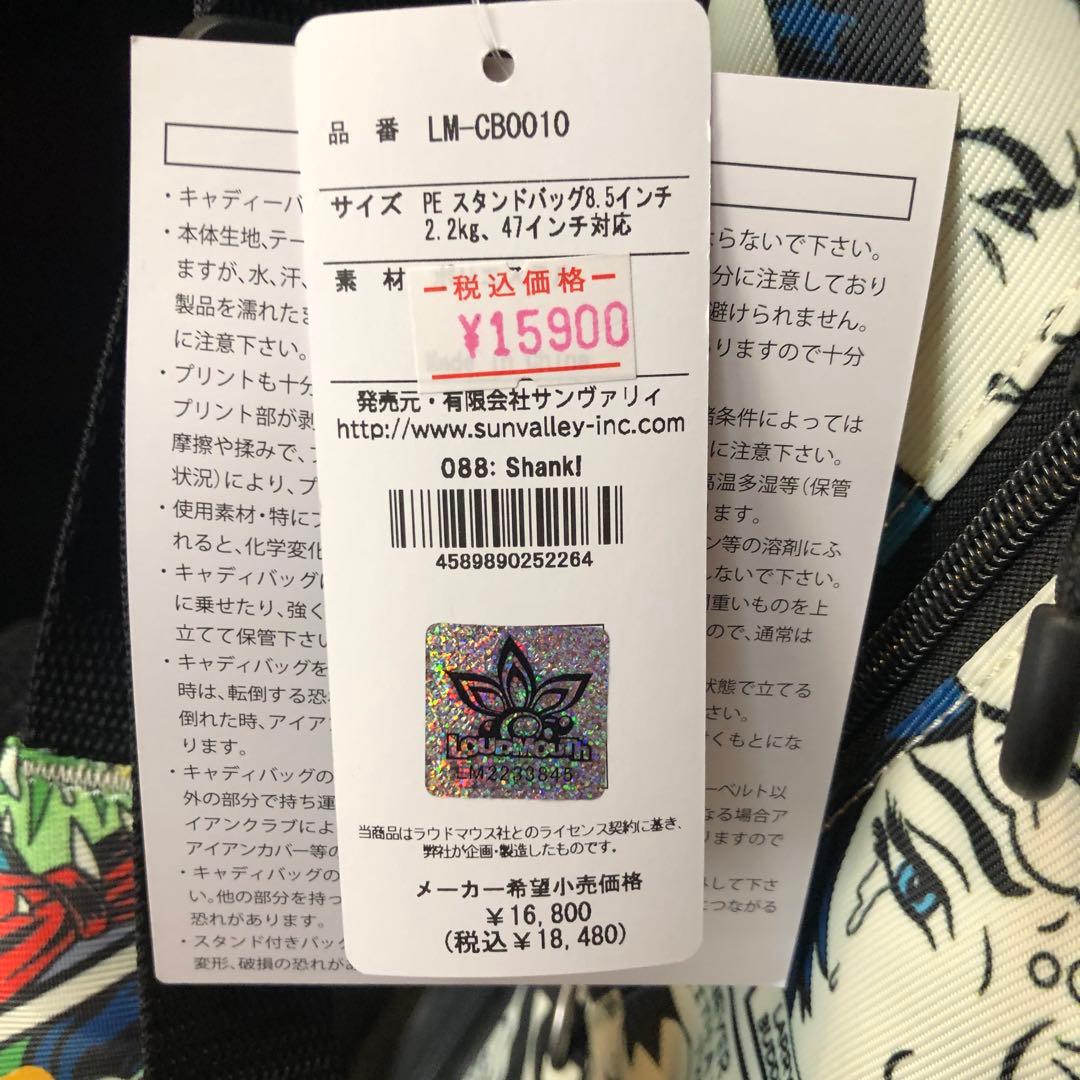 品番 LM-CB0010
サイズ PE スタンドバッグ8.5インチ
2.2kg、47インチ対応
素材
税込価格
¥15900
発売元・有限会社サンヴァリィ
http://www.sunvalley-inc.com
088: Shank!
4589890252264
LOUDMOUTH
LM2233845
当商品はラウドマウス社とのライセンス契約に基き、
弊社が企画・製造したものです。
メーカー希望小売価格
¥16,800
(税込¥18,480)
・キャディーバ
・本体生地、テー
ますが、水、汗、
製品を濡れたま
に注意下さい。
・プリントも十分
プリント部が剥
摩擦や揉みで、
状況)により、プ
・使用素材・特に
れると、化学変化
・キャディバッグ
に乗せたり、強く
立てて保管下さい
・キャディバッグを
時は、転倒する恐
倒れた時、アイアン
ります。
・キャディバッグの
外の部分で持ち運
イアンクラブによ
アイアンカバー等の
・キャディバッグの
い。他の部分を持っ
恐れがあります。
・スタンド付きバッグ
変形、破損の恐れがあ
らないで下さい。
分に注意しており
避けられません。
りますので十分
諸条件によっては
に注意下さい。
高温多湿等(保管
ます。
ン等の溶剤にふ
しないで下さい。
重いものを上
ので、通常は
状態で立てる
さい。
くもとにな
ーベルト以
なる場合ア
りますので
して下さ
につながる